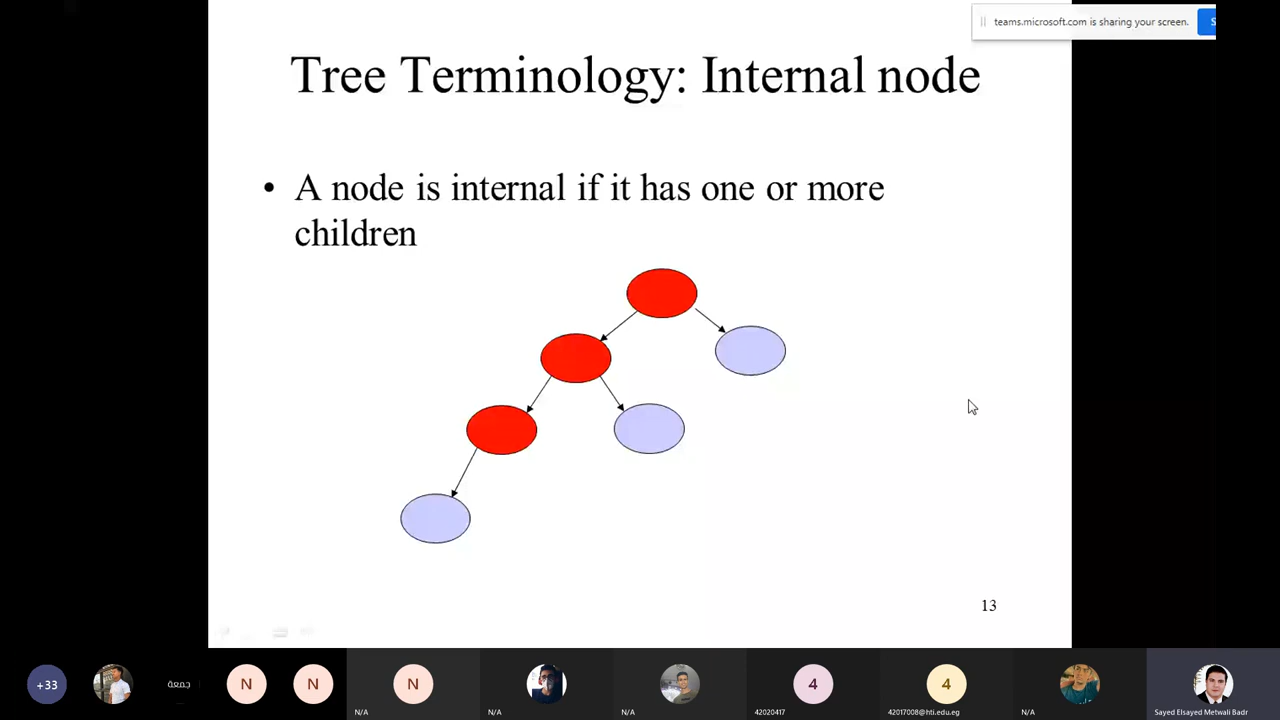 teams.microsoft.com is sharing your screen.
S
Tree Terminology: Internal node
• A node is internal if it has one or more
children
13
+33
جمعة
N
N
N
4
4
N/A
N/A
N/A
42020417
42017008@hti.edu.eg
N/A
Sayed Elsayed Metwali Badr